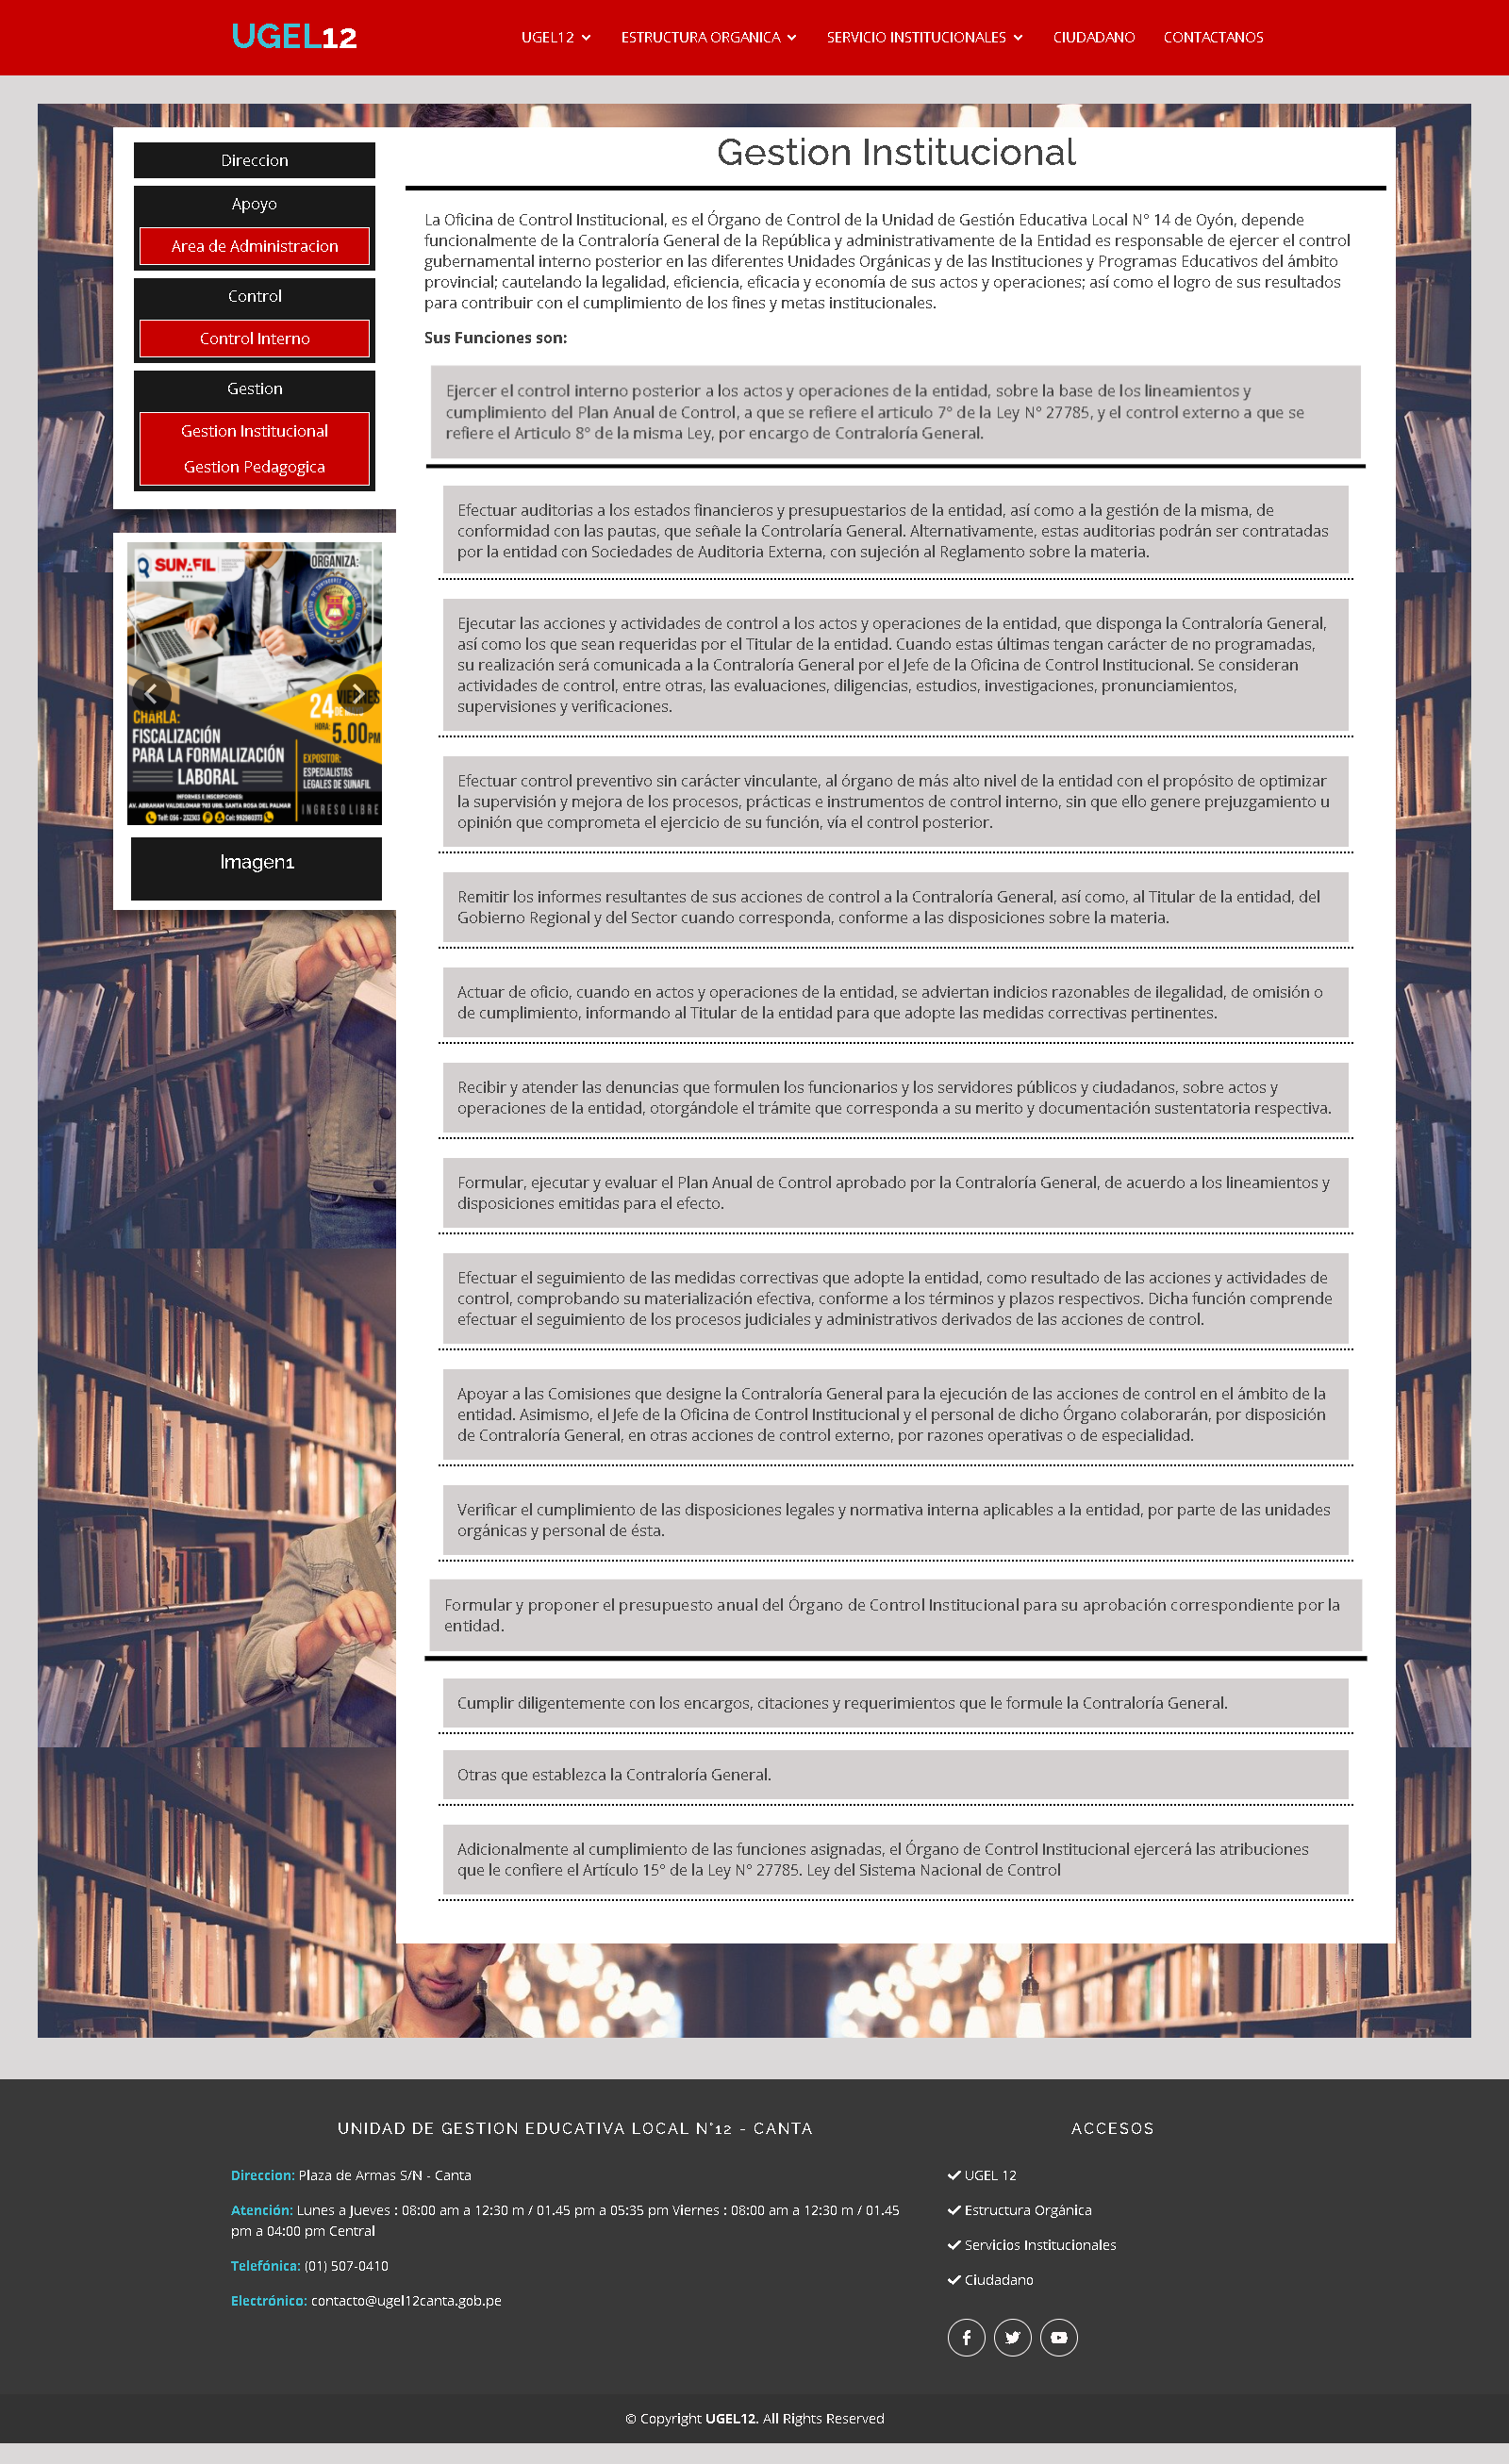 UGEL12
UGEL12 ESTRUCTURA ORGANICA SERVICIO INSTITUCIONALES CIUDADANO CONTACTANOS
Direccion
Apoyo
Area de Administracion
Control
Control Interno
Gestion
Gestion Institucional
Gestion Pedagogica
SUNAFIL
ORGANIZA:
VIERNES
24
HORA: 5.00PM
CHARLA:
FISCALIZACIÓN
PARA LA FORMALIZACIÓN
LABORAL
EXPOSITOR:
ESPECIALISTAS
LEGALES DE SUNAFIL
INFORMES E INSCRIPCIONES:
AV. ABRAHAM VALDELOMAR 793 URB. SANTA ROSA DEL PALMAR
Telf: 056 - 232303 Cel: 992980373
INGRESO LIBRE
Imagen1
Gestion Institucional
La Oficina de Control Institucional, es el Órgano de Control de la Unidad de Gestión Educativa Local N° 14 de Oyón, depende
funcionalmente de la Contraloría General de la República y administrativamente de la Entidad es responsable de ejercer el control
gubernamental interno posterior en las diferentes Unidades Orgánicas y de las Instituciones y Programas Educativos del ámbito
provincial; cautelando la legalidad, eficiencia, eficacia y economía de sus actos y operaciones; así como el logro de sus resultados
para contribuir con el cumplimiento de los fines y metas institucionales.
Sus Funciones son:
Ejercer el control interno posterior a los actos y operaciones de la entidad, sobre la base de los lineamientos y
cumplimiento del Plan Anual de Control, a que se refiere el articulo 7° de la Ley N° 27785, y el control externo a que se
refiere el Articulo 8° de la misma Ley, por encargo de Contraloría General.
Efectuar auditorias a los estados financieros y presupuestarios de la entidad, así como a la gestión de la misma, de
conformidad con las pautas, que señale la Controlaría General. Alternativamente, estas auditorias podrán ser contratadas
por la entidad con Sociedades de Auditoria Externa, con sujeción al Reglamento sobre la materia.
Ejecutar las acciones y actividades de control a los actos y operaciones de la entidad, que disponga la Contraloría General,
así como los que sean requeridas por el Titular de la entidad. Cuando estas últimas tengan carácter de no programadas,
su realización será comunicada a la Contraloría General por el Jefe de la Oficina de Control Institucional. Se consideran
actividades de control, entre otras, las evaluaciones, diligencias, estudios, investigaciones, pronunciamientos,
supervisiones y verificaciones.
Efectuar control preventivo sin carácter vinculante, al órgano de más alto nivel de la entidad con el propósito de optimizar
la supervisión y mejora de los procesos, prácticas e instrumentos de control interno, sin que ello genere prejuzgamiento u
opinión que comprometa el ejercicio de su función, vía el control posterior.
Remitir los informes resultantes de sus acciones de control a la Contraloría General, así como, al Titular de la entidad, del
Gobierno Regional y del Sector cuando corresponda, conforme a las disposiciones sobre la materia.
Actuar de oficio, cuando en actos y operaciones de la entidad, se adviertan indicios razonables de ilegalidad, de omisión o
de cumplimiento, informando al Titular de la entidad para que adopte las medidas correctivas pertinentes.
Recibir y atender las denuncias que formulen los funcionarios y los servidores públicos y ciudadanos, sobre actos y
operaciones de la entidad, otorgándole el trámite que corresponda a su merito y documentación sustentatoria respectiva.
Formular, ejecutar y evaluar el Plan Anual de Control aprobado por la Contraloría General, de acuerdo a los lineamientos y
disposiciones emitidas para el efecto.
Efectuar el seguimiento de las medidas correctivas que adopte la entidad, como resultado de las acciones y actividades de
control, comprobando su materialización efectiva, conforme a los términos y plazos respectivos. Dicha función comprende
efectuar el seguimiento de los procesos judiciales y administrativos derivados de las acciones de control.
Apoyar a las Comisiones que designe la Contraloría General para la ejecución de las acciones de control en el ámbito de la
entidad. Asimismo, el Jefe de la Oficina de Control Institucional y el personal de dicho Órgano colaborarán, por disposición
de Contraloría General, en otras acciones de control externo, por razones operativas o de especialidad.
Verificar el cumplimiento de las disposiciones legales y normativa interna aplicables a la entidad, por parte de las unidades
orgánicas y personal de ésta.
Formular y proponer el presupuesto anual del Órgano de Control Institucional para su aprobación correspondiente por la
entidad.
Cumplir diligentemente con los encargos, citaciones y requerimientos que le formule la Contraloría General.
Otras que establezca la Contraloría General.
Adicionalmente al cumplimiento de las funciones asignadas, el Órgano de Control Institucional ejercerá las atribuciones
que le confiere el Artículo 15° de la Ley N° 27785. Ley del Sistema Nacional de Control
UNIDAD DE GESTION EDUCATIVA LOCAL N°12 - CANTA
Direccion: Plaza de Armas S/N - Canta
Atención: Lunes a Jueves : 08:00 am a 12:30 m / 01.45 pm a 05:35 pm Viernes : 08:00 am a 12:30 m / 01.45
pm a 04:00 pm Central
Telefónica: (01) 507-0410
Electrónico: contacto@ugel12canta.gob.pe
ACCESOS
UGEL 12
Estructura Orgánica
Servicios Institucionales
Ciudadano
© Copyright UGEL12. All Rights Reserved